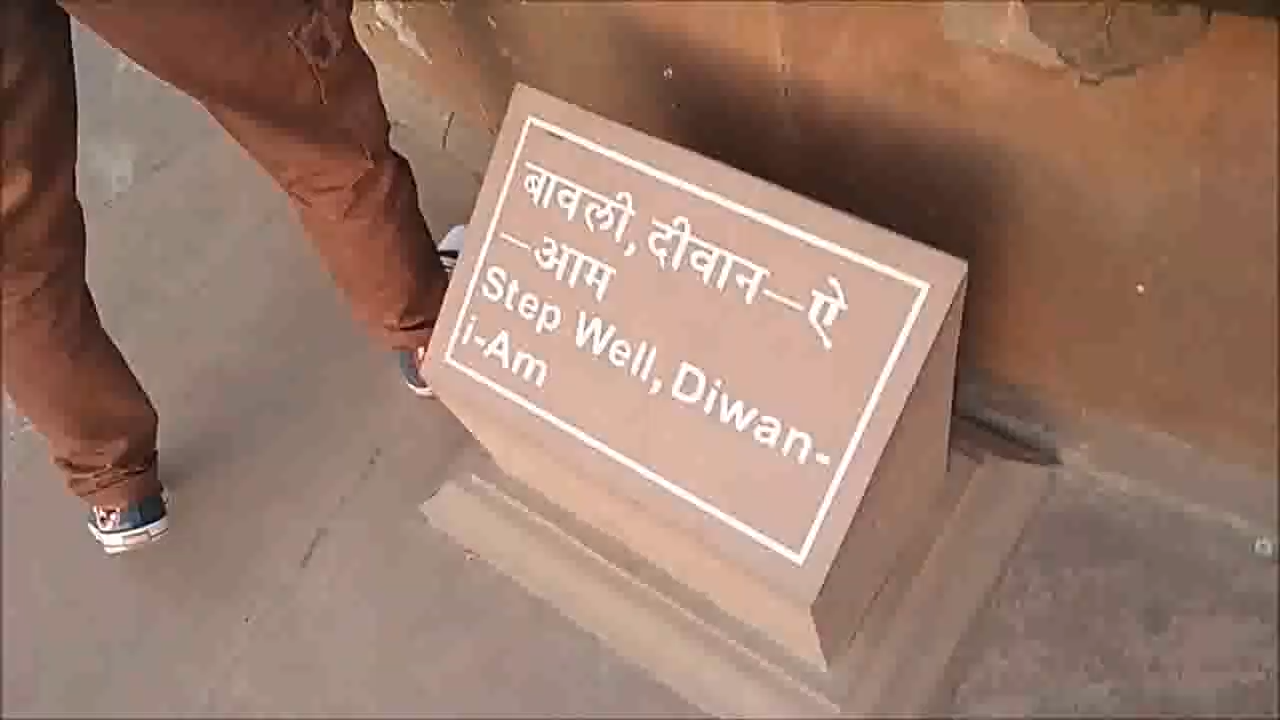 बावली, दीवान—ऐ
—आम
Step Well, Diwan-
i-Am